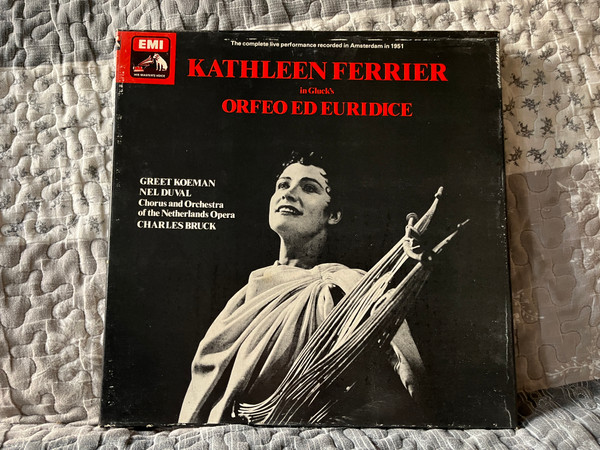 The complete live performance recorded in Amsterdam in 1951
EMI
HIS MASTER'S VOICE
KATHLEEN FERRIER
in Gluck's
ORFEO ED EURIDICE
GREET KOEMAN
NEL DUVAL
Chorus and Orchestra
of the Netherlands Opera
CHARLES BRUCK